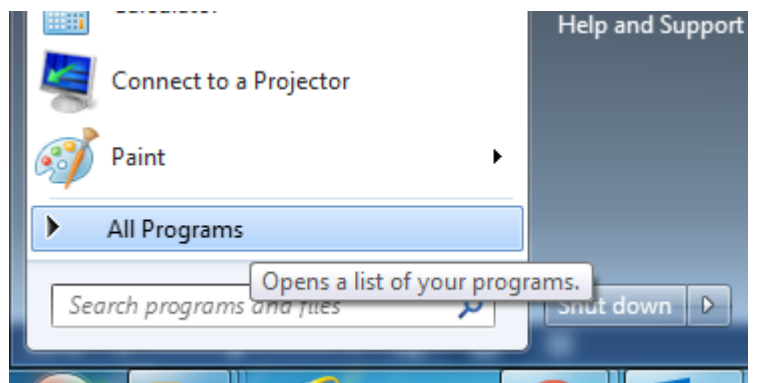 Calculator
Help and Support
Connect to a Projector
Paint
All Programs
Opens a list of your programs.
Search programs and files
Shut down